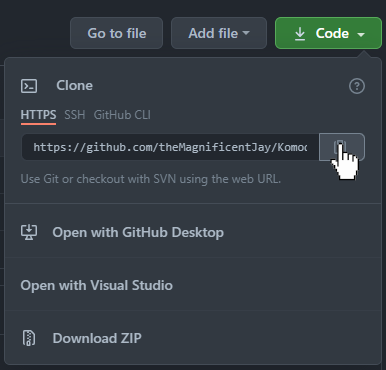 Go to file Add file Code
Clone
HTTPS SSH GitHub CLI
https://github.com/theMagnificentJay/Komod
Use Git or checkout with SVN using the web URL.
Open with GitHub Desktop
Open with Visual Studio
Download ZIP